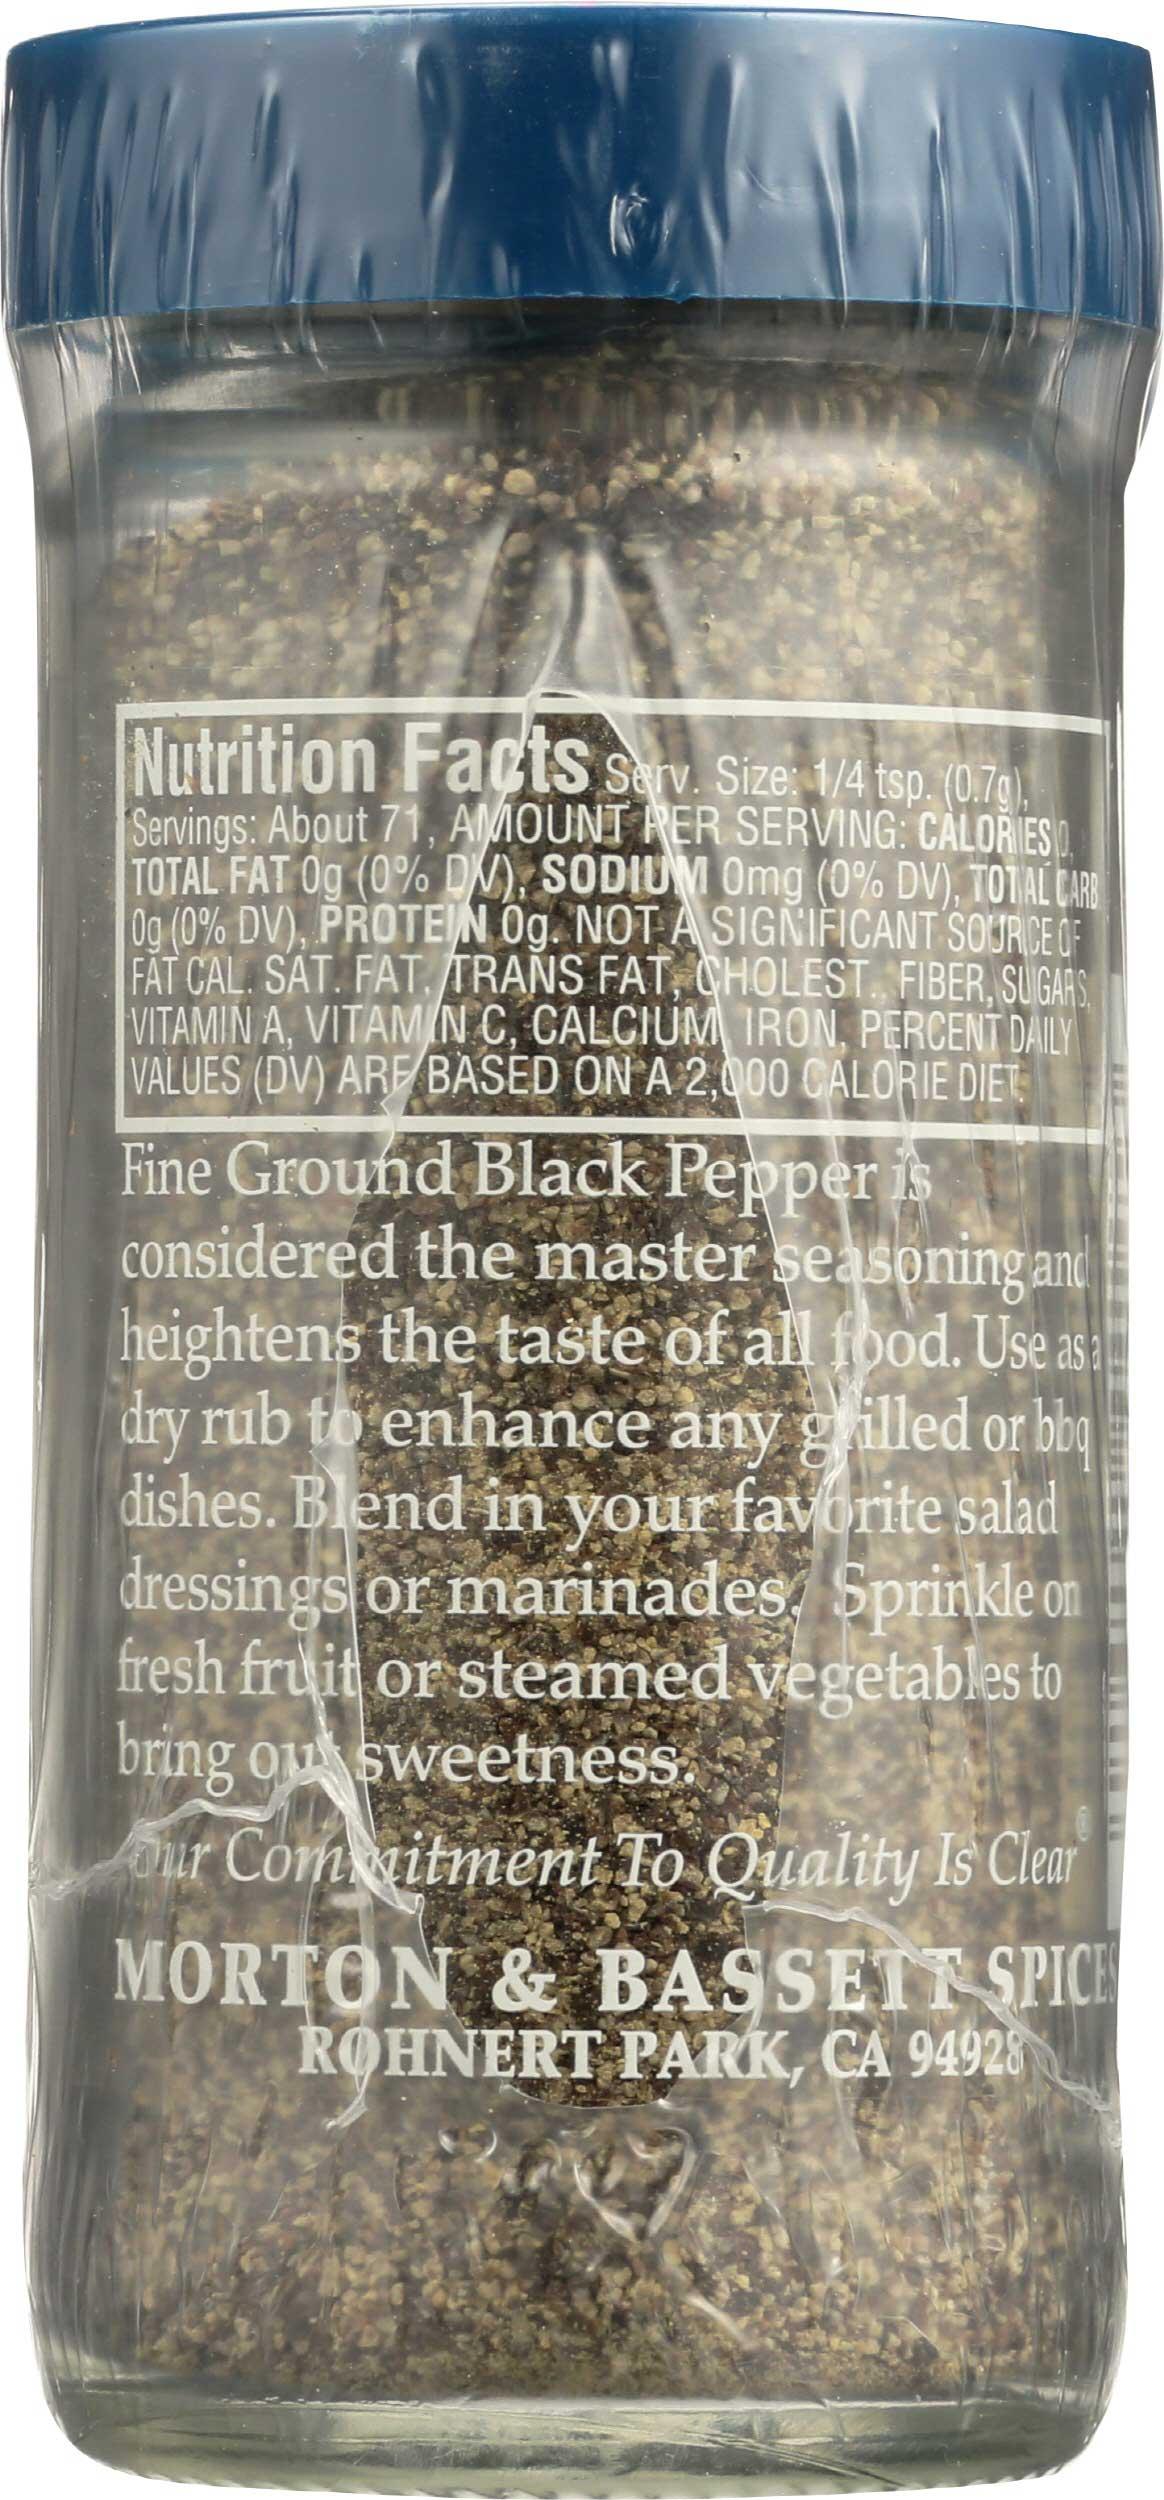 Nutrition Facts Serv. Size: 1/4 tsp. (0.7g),
Servings: About 71, AMOUNT PER SERVING: CALORIES 0,
TOTAL FAT 0g (0% DV), SODIUM 0mg (0% DV), TOTAL CARB
0g (0% DV), PROTEIN 0g. NOT A SIGNIFICANT SOURCE OF
FAT CAL. SAT. FAT, TRANS FAT, CHOLEST., FIBER, SUGARS,
VITAMIN A, VITAMIN C, CALCIUM, IRON. PERCENT DAILY
VALUES (DV) ARE BASED ON A 2,000 CALORIE DIET.
Fine Ground Black Pepper is
considered the master seasoning and
heightens the taste of all food. Use as a
dry rub to enhance any grilled or bbq
dishes. Blend in your favorite salad
dressings or marinades. Sprinkle on
fresh fruit or steamed vegetables to
bring out sweetness.
Our Commitment To Quality Is Clear®
MORTON & BASSETT SPICES
ROHNERT PARK, CA 94928